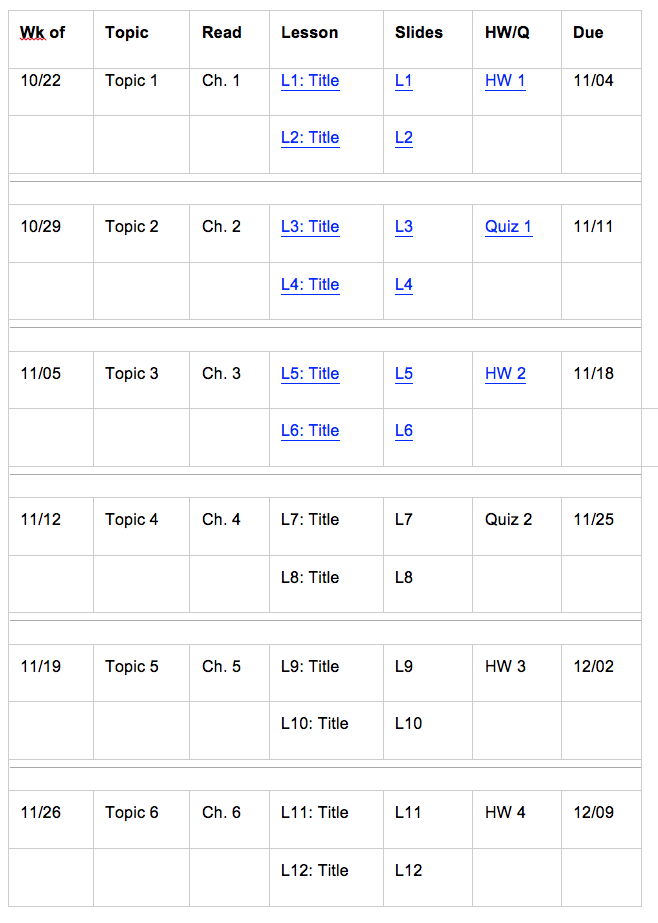 Wk of Topic Read Lesson Slides HW/Q Due
10/22 Topic 1 Ch. 1 L1: Title L1 HW 1 11/04
L2: Title L2
10/29 Topic 2 Ch. 2 L3: Title L3 Quiz 1 11/11
L4: Title L4
11/05 Topic 3 Ch. 3 L5: Title L5 HW 2 11/18
L6: Title L6
11/12 Topic 4 Ch. 4 L7: Title L7 Quiz 2 11/25
L8: Title L8
11/19 Topic 5 Ch. 5 L9: Title L9 HW 3 12/02
L10: Title L10
11/26 Topic 6 Ch. 6 L11: Title L11 HW 4 12/09
L12: Title L12